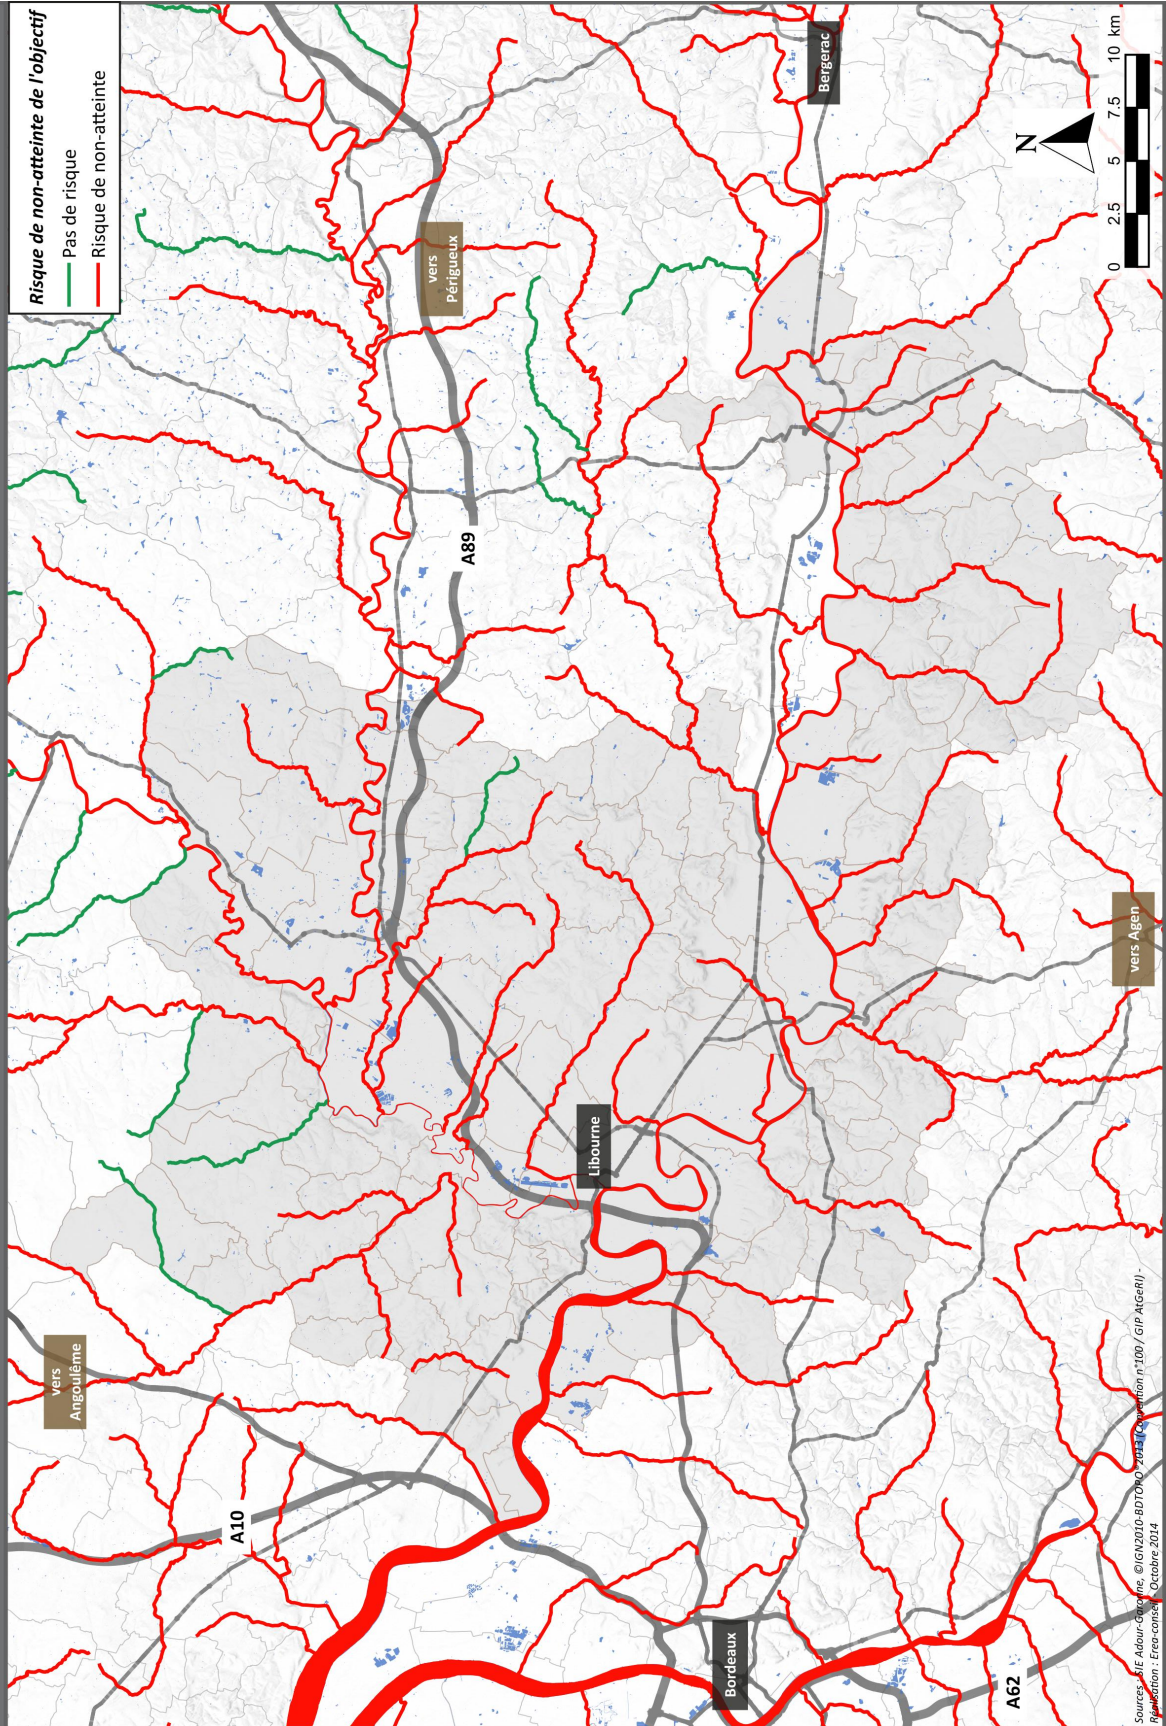 Risque de non-atteinte de l'objectif
Pas de risque
Risque de non-atteinte
vers
Angoulême
A10
vers
Périgueux
A89
Libourne
Bergerac
Bordeaux
A62
vers Agen
N
0 2.5 5 7.5 10 km
Sources : SIE Adour-Garonne, ©IGN2010-BDTOPO®2013 (Convention n°100 / GIP AtGeRI) -
Réalisation : Erea-conseil - Octobre 2014